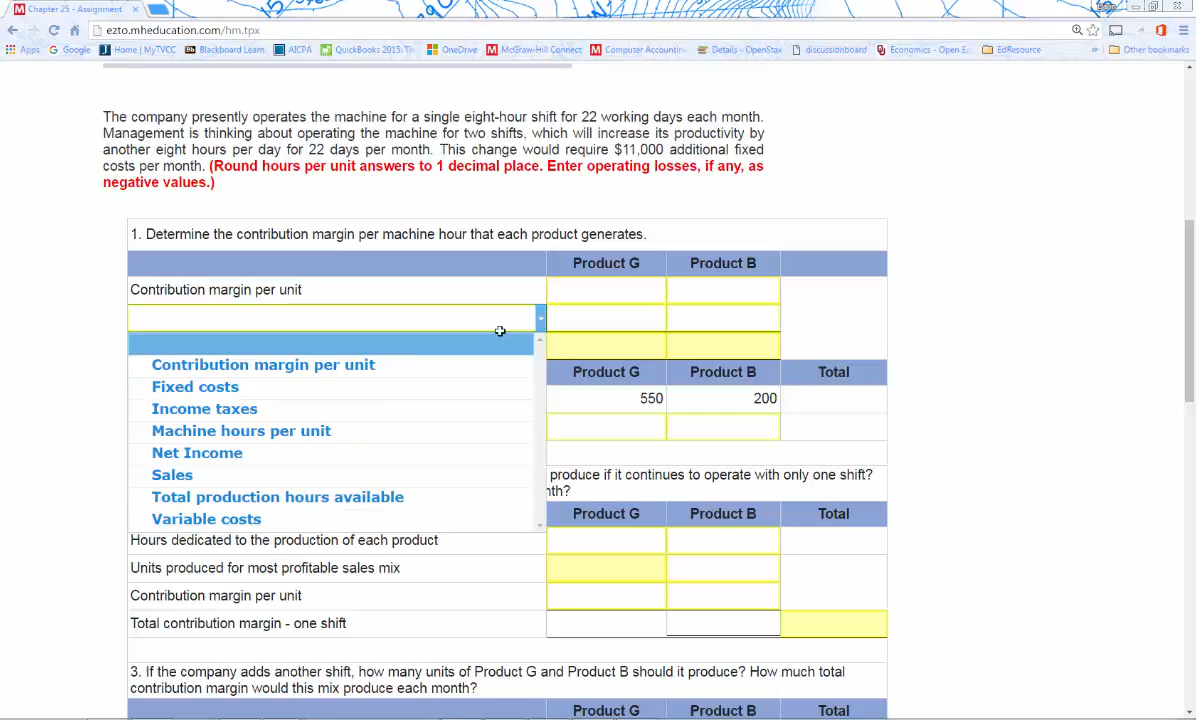 Chapter 25 - Assignment
ezto.mheducation.com/hm.tpx
Apps Google Home | MyTVCC Blackboard Learn AICPA QuickBooks 2015: Th OneDrive McGraw-Hill Connect Computer Accountin Details - OpenStax discussionboard Economics - Open E EdResource » Other bookmarks
The company presently operates the machine for a single eight-hour shift for 22 working days each month.
Management is thinking about operating the machine for two shifts, which will increase its productivity by
another eight hours per day for 22 days per month. This change would require $11,000 additional fixed
costs per month. (Round hours per unit answers to 1 decimal place. Enter operating losses, if any, as
negative values.)
1. Determine the contribution margin per machine hour that each product generates.
Product G Product B
Contribution margin per unit
Contribution margin per unit
Product G Product B Total
Fixed costs
550 200
Income taxes
Machine hours per unit
Net Income
Sales
produce if it continues to operate with only one shift?
nth?
Total production hours available
Variable costs
Product G Product B Total
Hours dedicated to the production of each product
Units produced for most profitable sales mix
Contribution margin per unit
Total contribution margin - one shift
3. If the company adds another shift, how many units of Product G and Product B should it produce? How much total
contribution margin would this mix produce each month?
Product G Product B Total